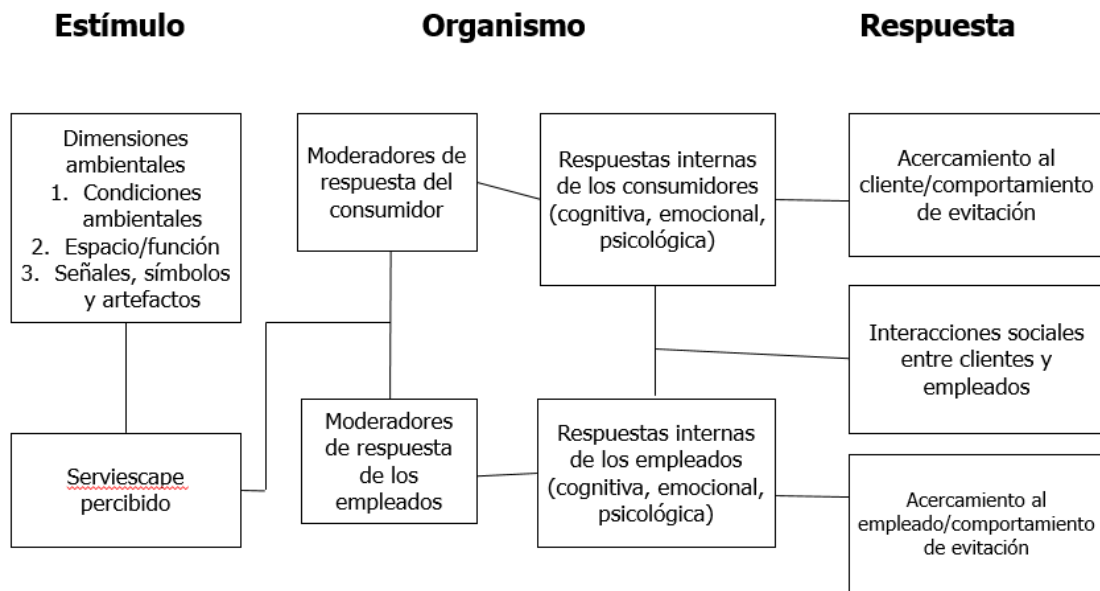 Estímulo
Organismo
Respuesta
Dimensiones
ambientales
1. Condiciones
ambientales
2. Espacio/función
3. Señales, símbolos
y artefactos
Serviescape
percibido
Moderadores de
respuesta del
consumidor
Moderadores
de respuesta
de los
empleados
Respuestas internas
de los consumidores
(cognitiva, emocional,
psicológica)
Respuestas internas
de los empleados
(cognitiva, emocional,
psicológica)
Acercamiento al
cliente/comportamiento
de evitación
Interacciones sociales
entre clientes y
empleados
Acercamiento al
empleado/comportamiento
de evitación